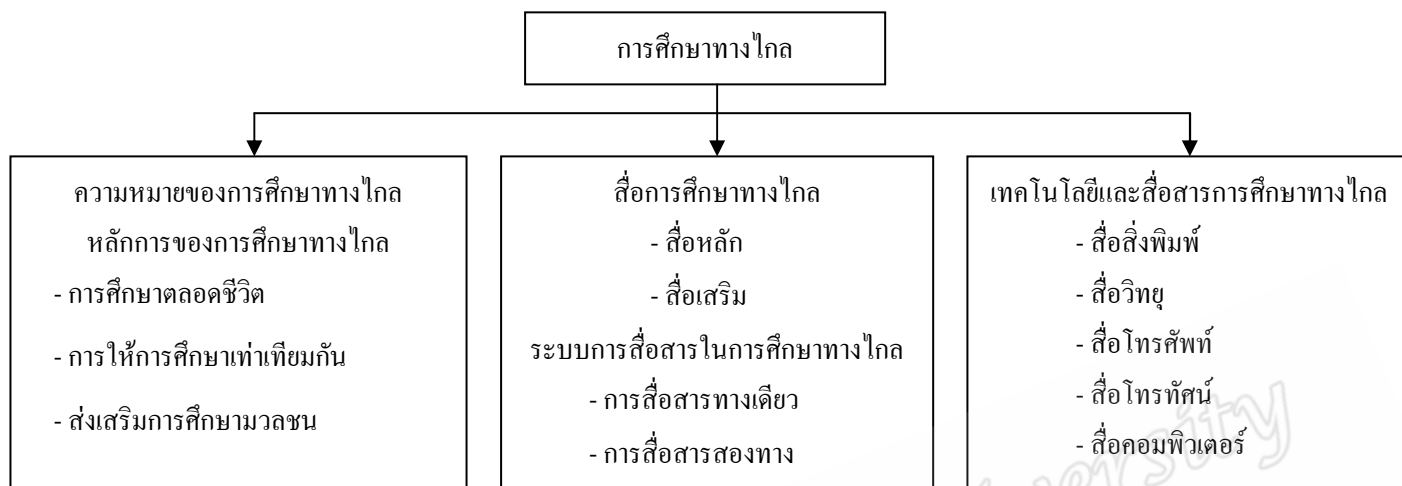 การศึกษาทางไกล
ความหมายของการศึกษาทางไกล
หลักการของการศึกษาทางไกล
- การศึกษาตลอดชีวิต
- การให้การศึกษาเท่าเทียมกัน
- ส่งเสริมการศึกษามวลชน
สื่อการศึกษาทางไกล
- สื่อหลัก
- สื่อเสริม
ระบบการสื่อสารในการศึกษาทางไกล
- การสื่อสารทางเดียว
- การสื่อสารสองทาง
เทคโนโลยีและสื่อสารการศึกษาทางไกล
- สื่อสิ่งพิมพ์
- สื่อวิทยุ
- สื่อโทรศัพท์
- สื่อโทรทัศน์
- สื่อคอมพิวเตอร์